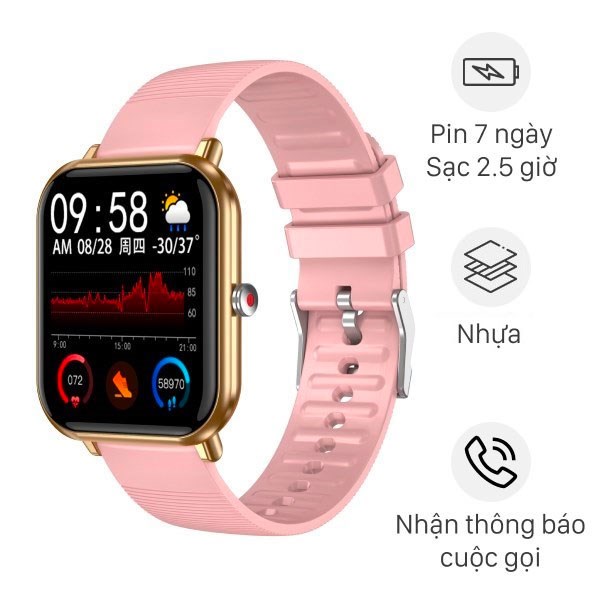 09:58
AM 08/28 周四 -30/37°
110
85
60
9:00 15:00 21:00
072 58970
Pin 7 ngày
Sạc 2.5 giờ
Nhựa
Nhận thông báo
cuộc gọi